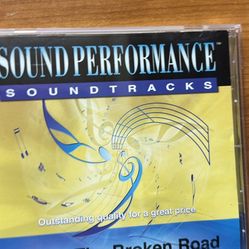 SOUND PERFORMANCE™
SOUNDTRACKS
Outstanding quality for a great price
Broken Road